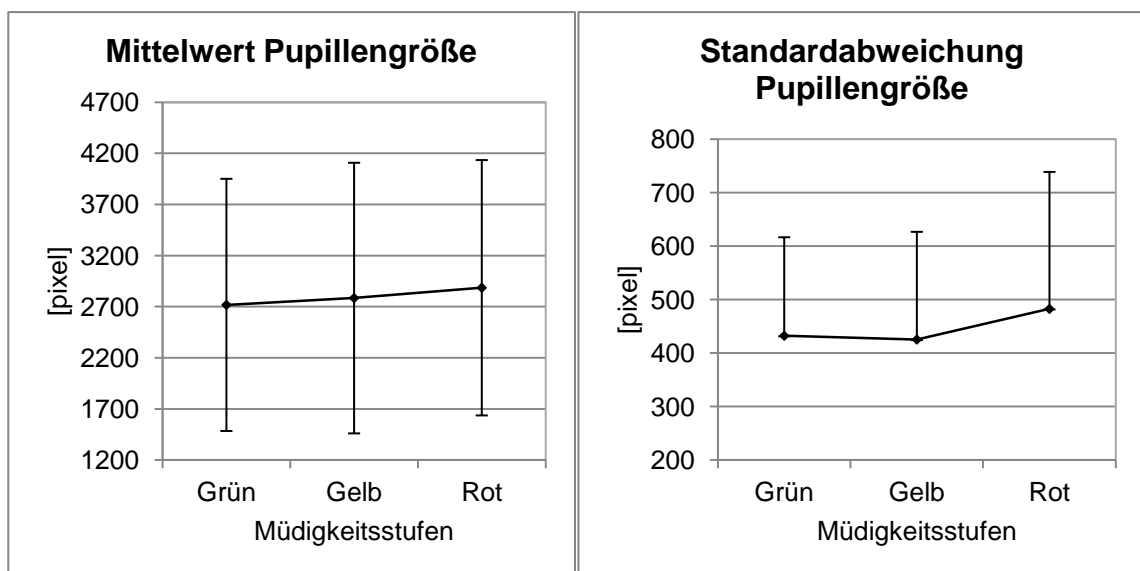 Mittelwert Pupillengröße
4700
4200
3700
3200
2700
2200
1700
1200
[pixel]
Grün Gelb Rot
Müdigkeitsstufen
Standardabweichung
Pupillengröße
800
700
600
500
400
300
200
[pixel]
Grün Gelb Rot
Müdigkeitsstufen